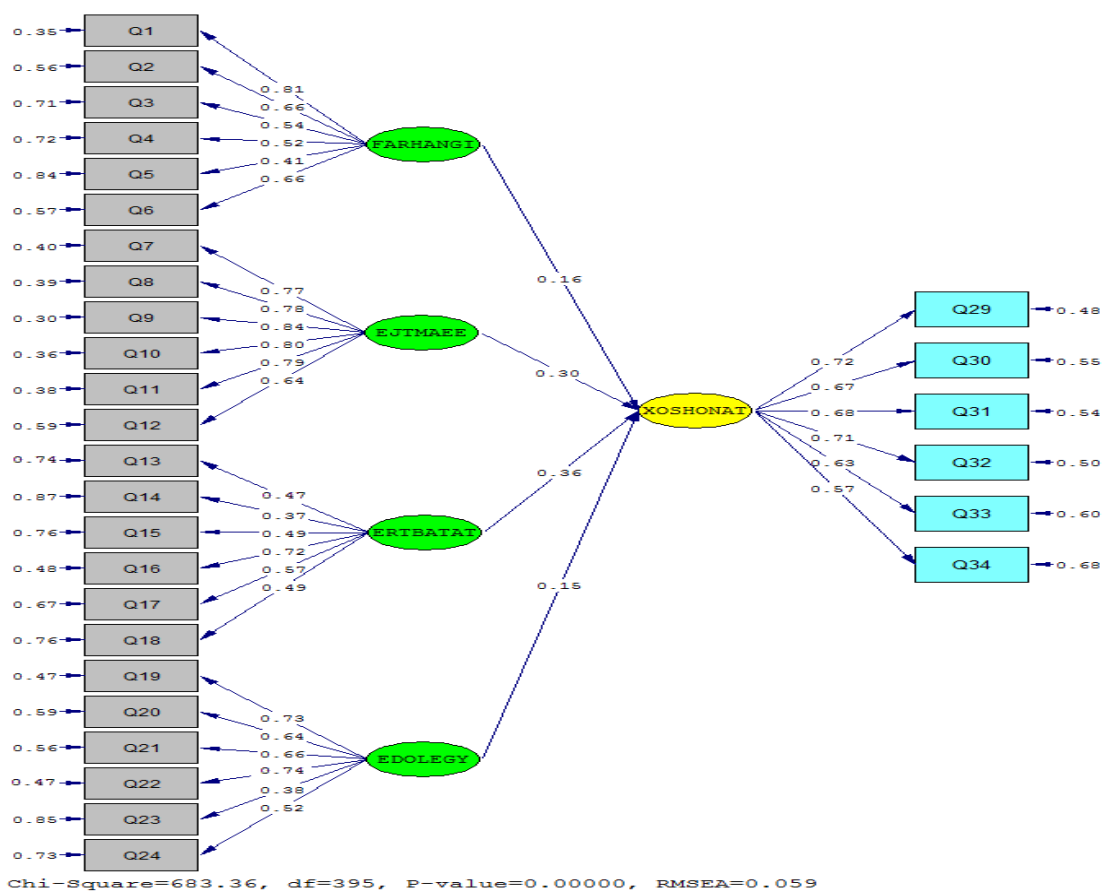 0.35 Q1
0.56 Q2
0.71 Q3
0.72 Q4
0.84 Q5
0.57 Q6
0.40 Q7
0.39 Q8
0.30 Q9
0.36 Q10
0.38 Q11
0.59 Q12
0.74 Q13
0.87 Q14
0.76 Q15
0.48 Q16
0.67 Q17
0.76 Q18
0.47 Q19
0.59 Q20
0.56 Q21
0.47 Q22
0.85 Q23
0.73 Q24
0.81
0.66
0.54
0.52
0.41
0.66
0.77
0.78
0.84
0.80
0.79
0.64
0.47
0.37
0.49
0.72
0.57
0.49
0.73
0.64
0.66
0.74
0.38
0.52
FARHANGI
EJTMAEE
ERTBATAT
EDOLEGY
0.16
0.30
0.36
0.15
XOSHONAT
0.72
0.67
0.68
0.71
0.63
0.57
Q29 0.48
Q30 0.55
Q31 0.54
Q32 0.50
Q33 0.60
Q34 0.68
Chi-Square=683.36, df=395, P-value=0.00000, RMSEA=0.059